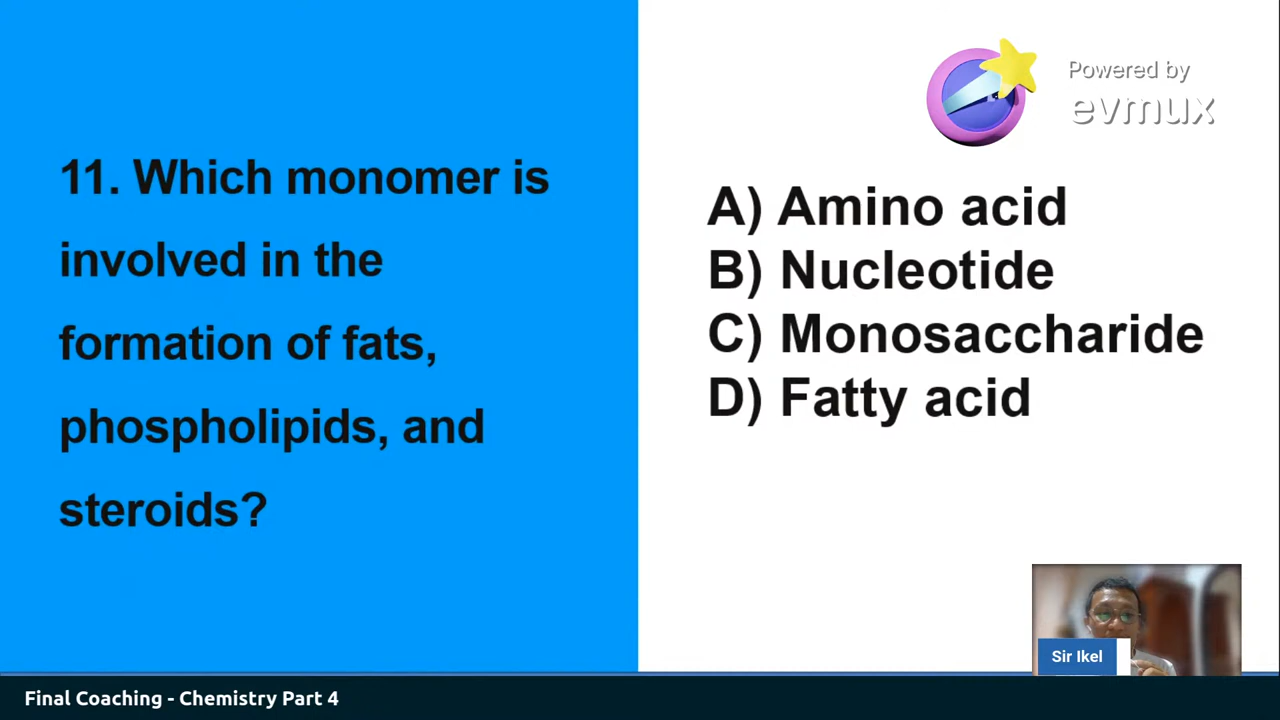 11. Which monomer is
involved in the
formation of fats,
phospholipids, and
steroids?
Powered by
evmux
A) Amino acid
B) Nucleotide
C) Monosaccharide
D) Fatty acid
Sir Ikel
Final Coaching - Chemistry Part 4